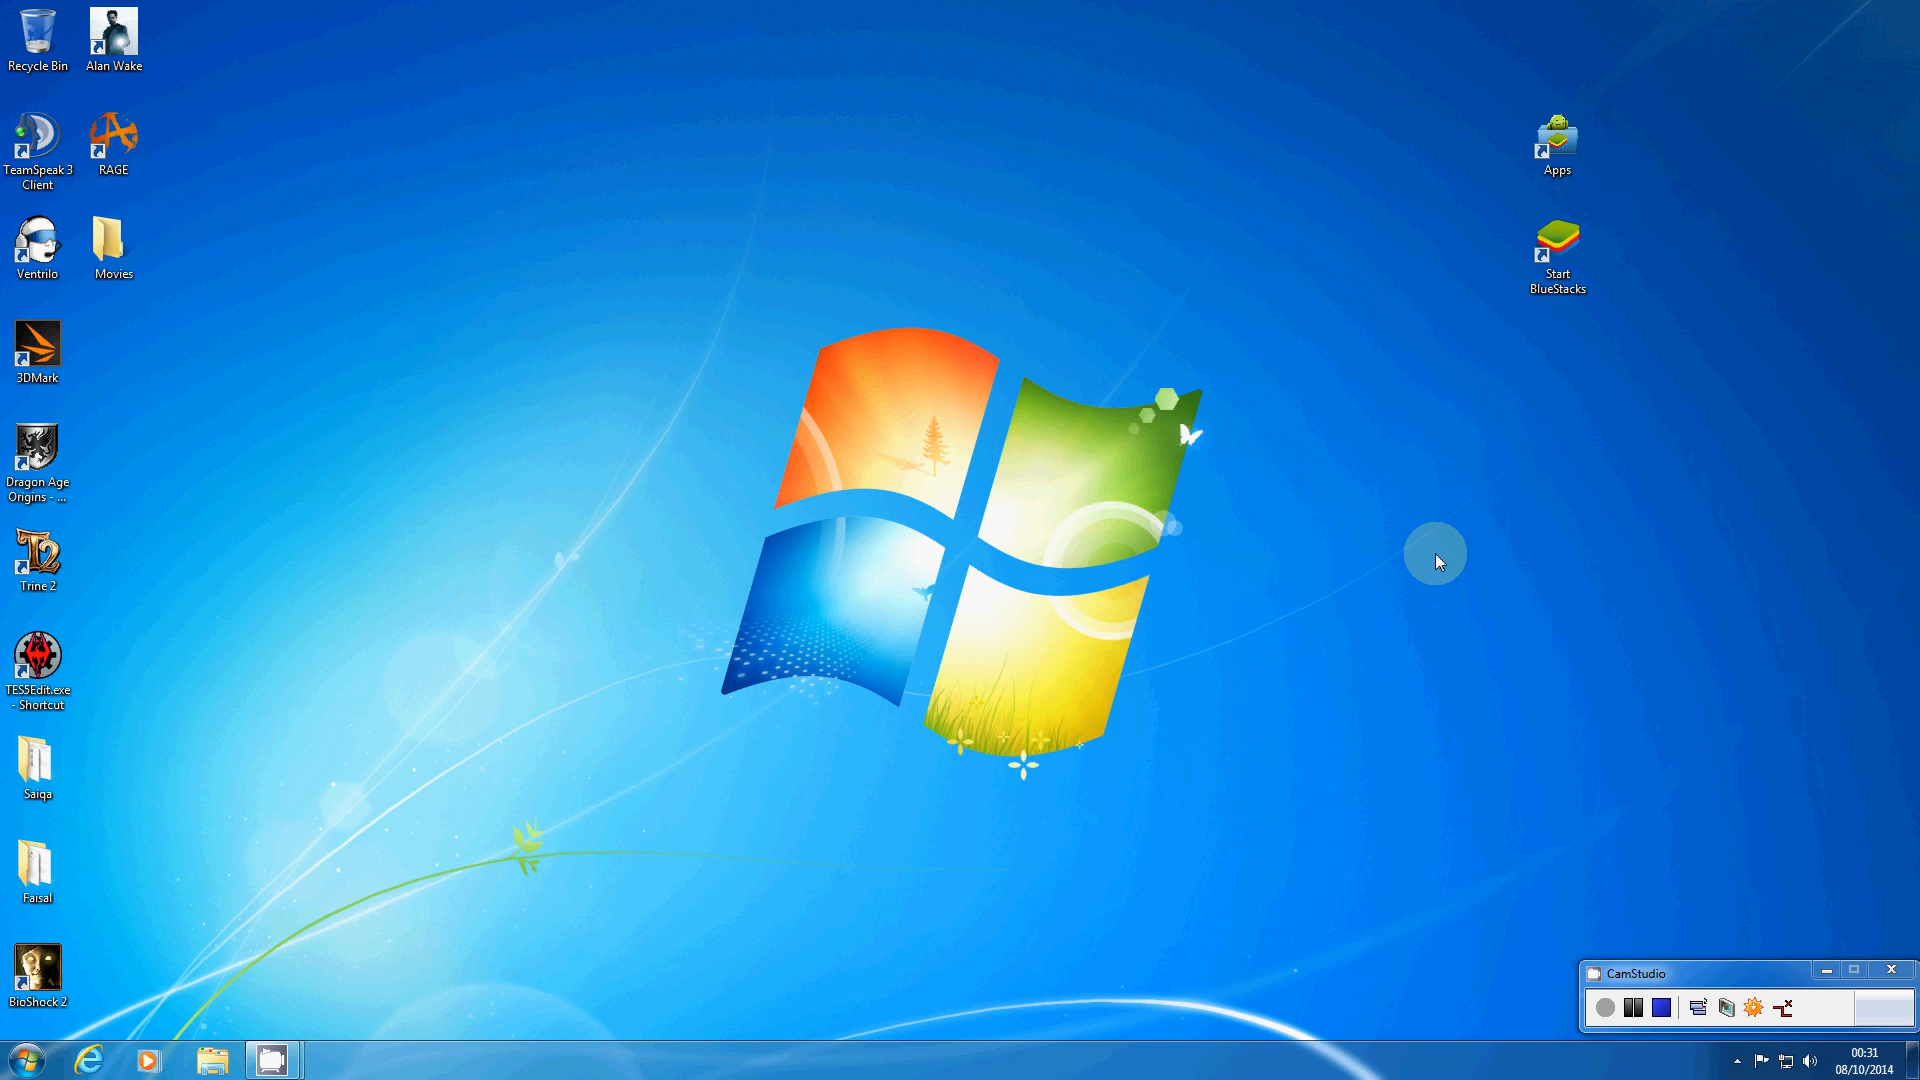 Recycle Bin
Alan Wake
TeamSpeak 3
Client
RAGE
Ventrilo
Movies
3DMark
Dragon Age
Origins - ...
Trine 2
TES5Edit.exe
- Shortcut
Saiqa
Faisal
BioShock 2
Apps
Start
BlueStacks
CamStudio
00:31
08/10/2014